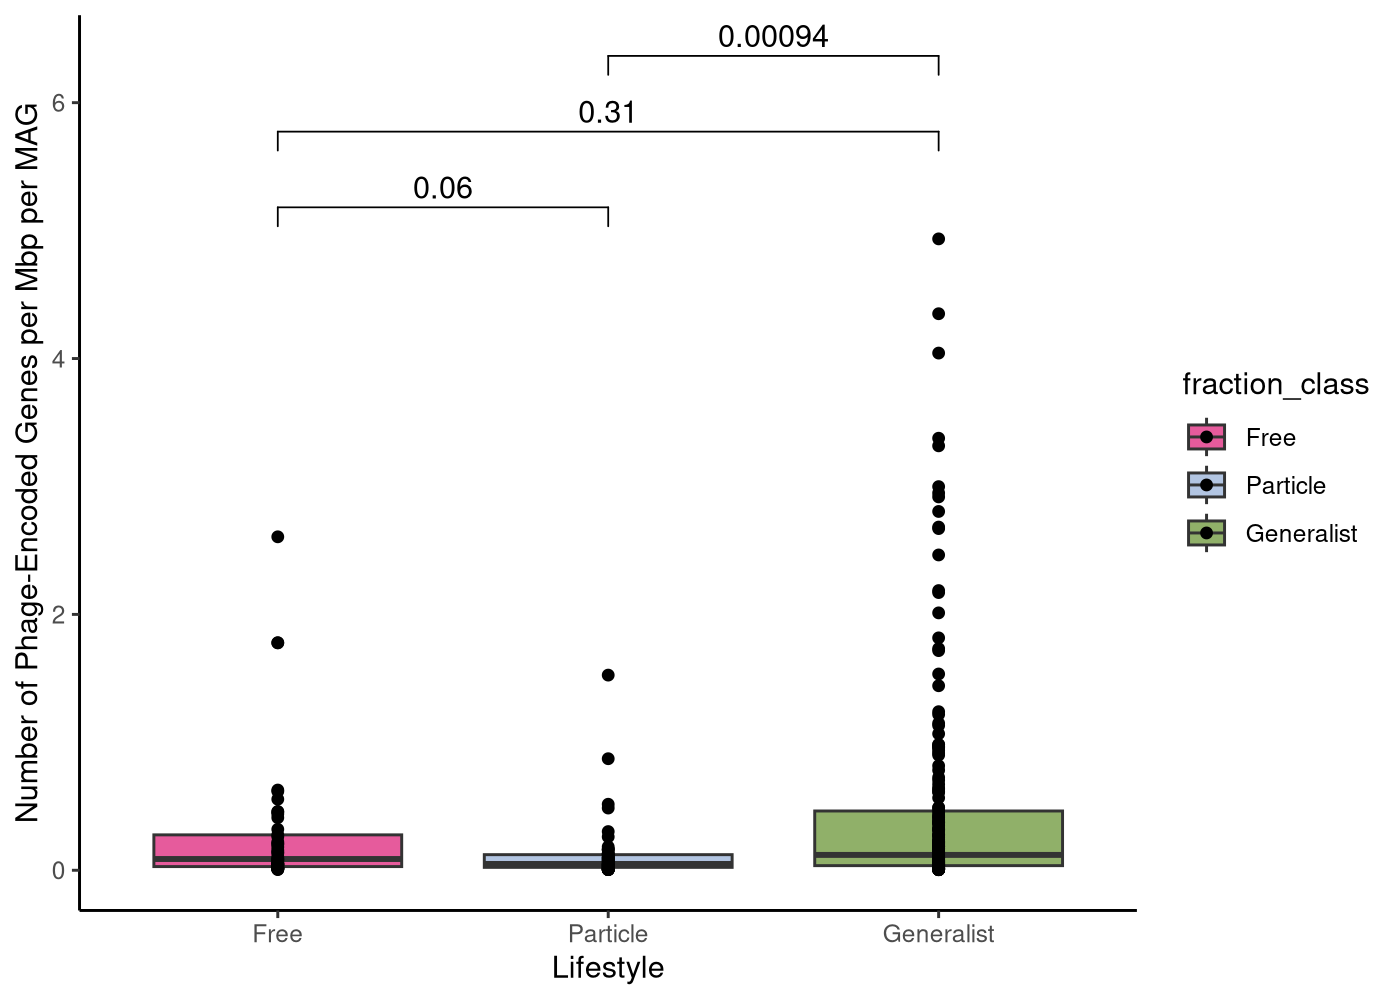 0.00094
0.31
0.06
Number of Phage-Encoded Genes per Mbp per MAG
6
4
2
0
Free
Particle
Generalist
Lifestyle
fraction_class
Free
Particle
Generalist